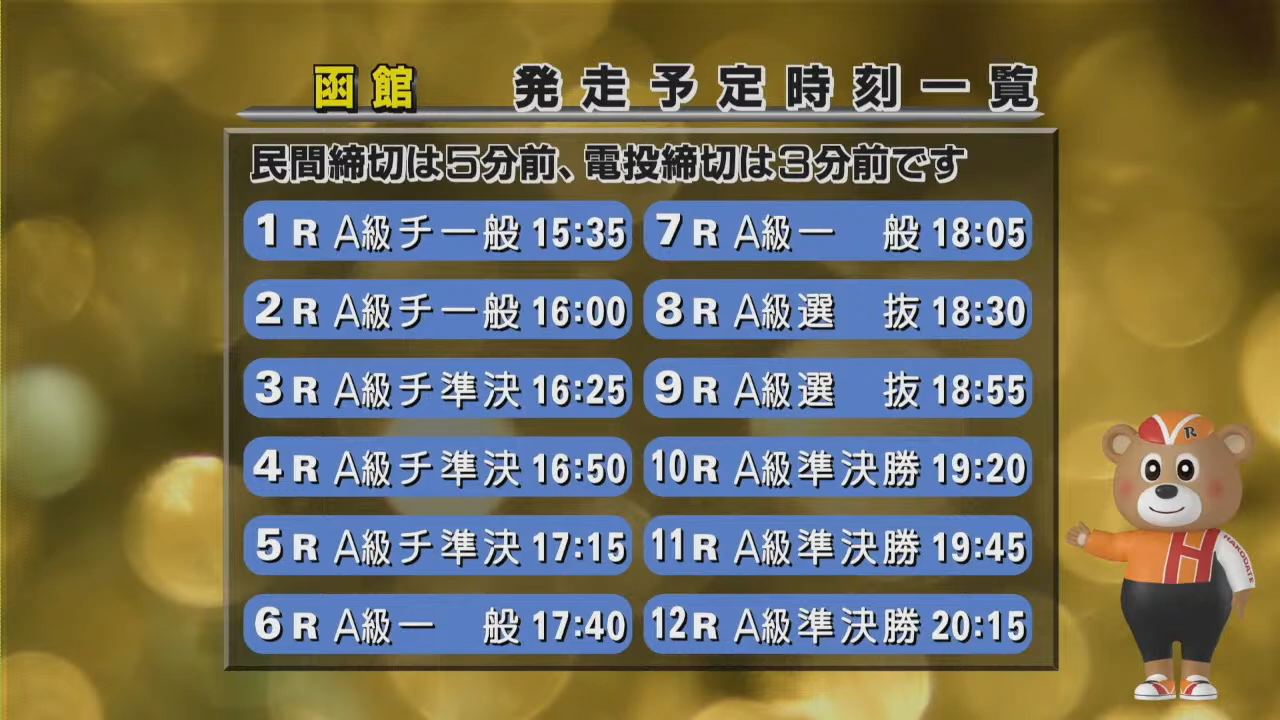 函館 発走予定時刻一覧
民間締切は5分前、電投締切は3分前です
1R A級チ一般 15:35
2R A級チ一般 16:00
3R A級チ準決 16:25
4R A級チ準決 16:50
5R A級チ準決 17:15
6R A級一 般 17:40
7R A級一 般 18:05
8R A級選 抜 18:30
9R A級選 抜 18:55
10R A級準決勝 19:20
11R A級準決勝 19:45
12R A級準決勝 20:15
R
H
HAKODATE